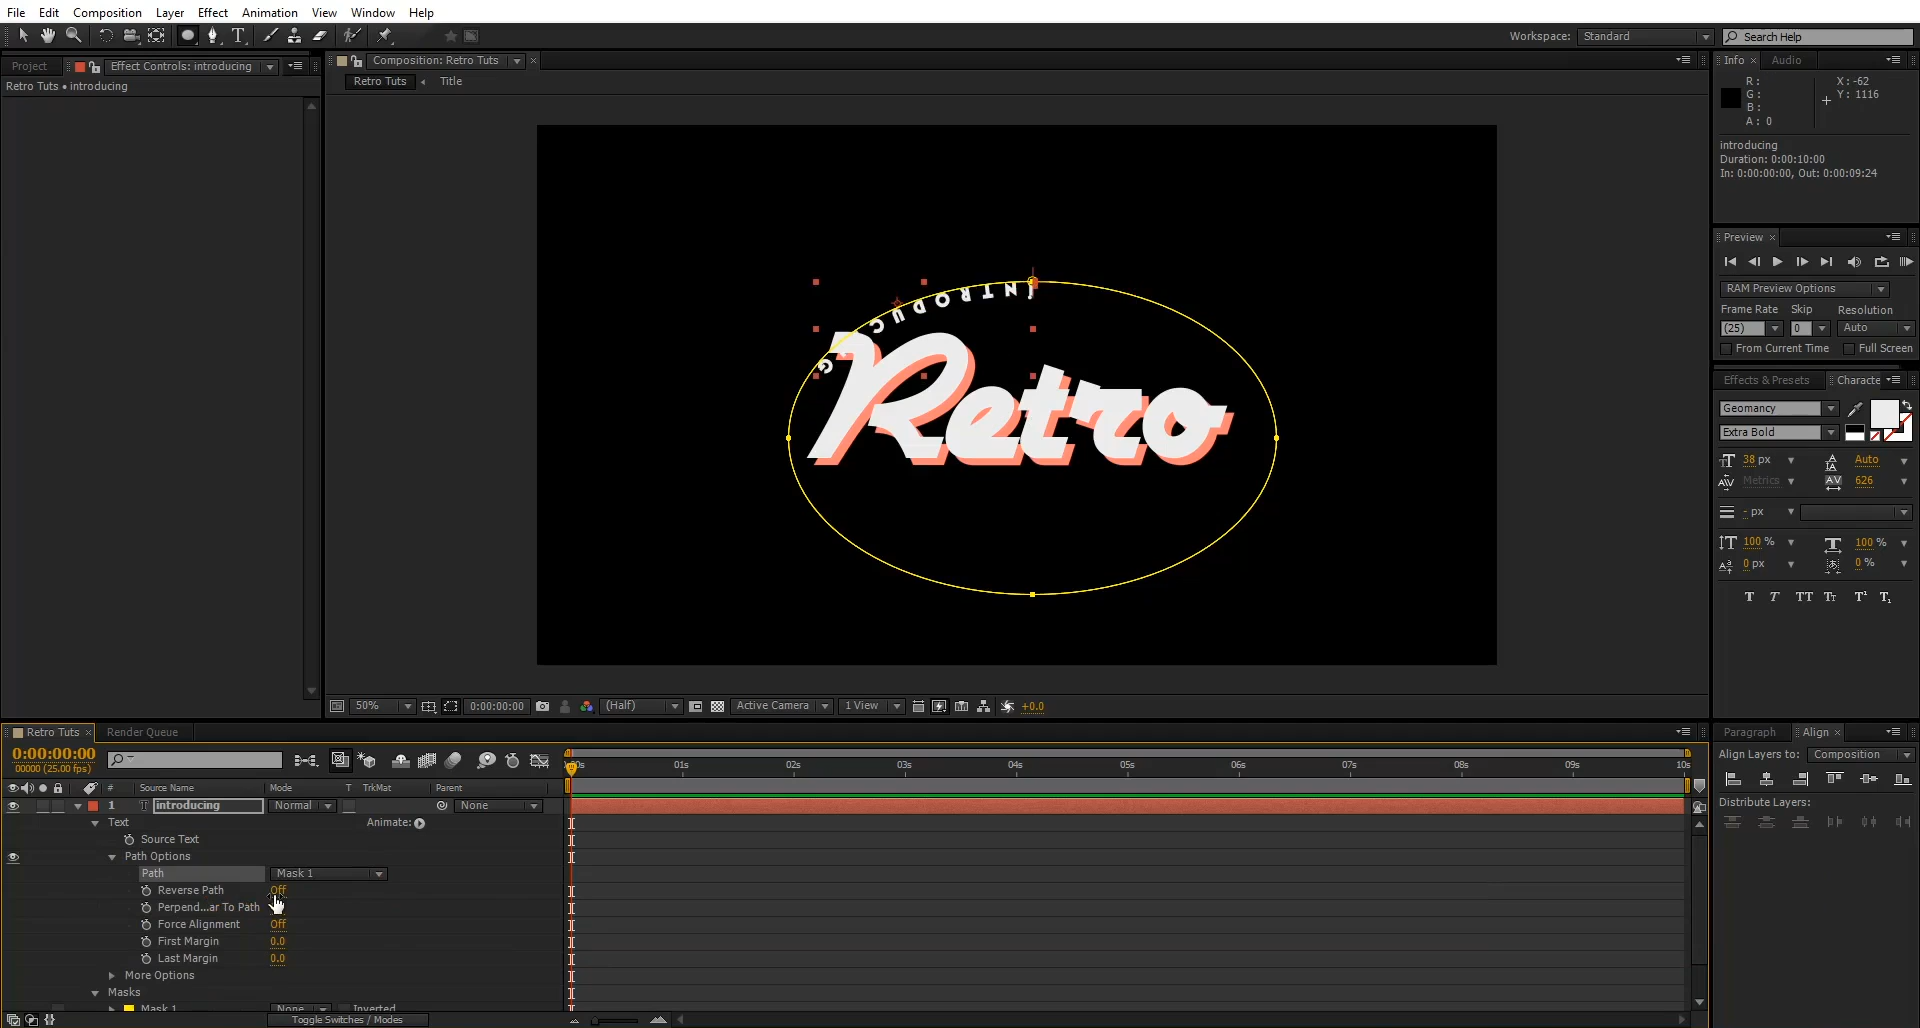 File Edit Composition Layer Effect Animation View Window Help
Workspace: Standard Search Help
Project Effect Controls: introducing
Retro Tuts • introducing
Composition: Retro Tuts
Retro Tuts Title
Info Audio
R: X: -62
G: Y: 1116
B:
A: 0
introducing
Duration: 0:00:10:00
In: 0:00:00:00, Out: 0:00:09:24
iNTRODUC G
Retro
Preview
RAM Preview Options
Frame Rate Skip Resolution
(25) 0 Auto
From Current Time Full Screen
Effects & Presets Characte
Geomancy
Extra Bold
38 px Auto
Metrics 626
- px
100 % 100 %
0 px 0 %
T T TT Tt T¹ T₁
50% 0:00:00:00 (Half) Active Camera 1 View +0.0
Retro Tuts Render Queue
0:00:00:00
00000 (25.00 fps)
01s 02s 03s 04s 05s 06s 07s 08s 09s 10s
# Source Name Mode T TrkMat Parent
1 T introducing Normal None
Text Animate:
Source Text
Path Options
Path Mask 1
Reverse Path Off
Perpend...ar To Path
Force Alignment Off
First Margin 0.0
Last Margin 0.0
More Options
Masks
Mask 1 None Inverted
Toggle Switches / Modes
Paragraph Align
Align Layers to: Composition
Distribute Layers: